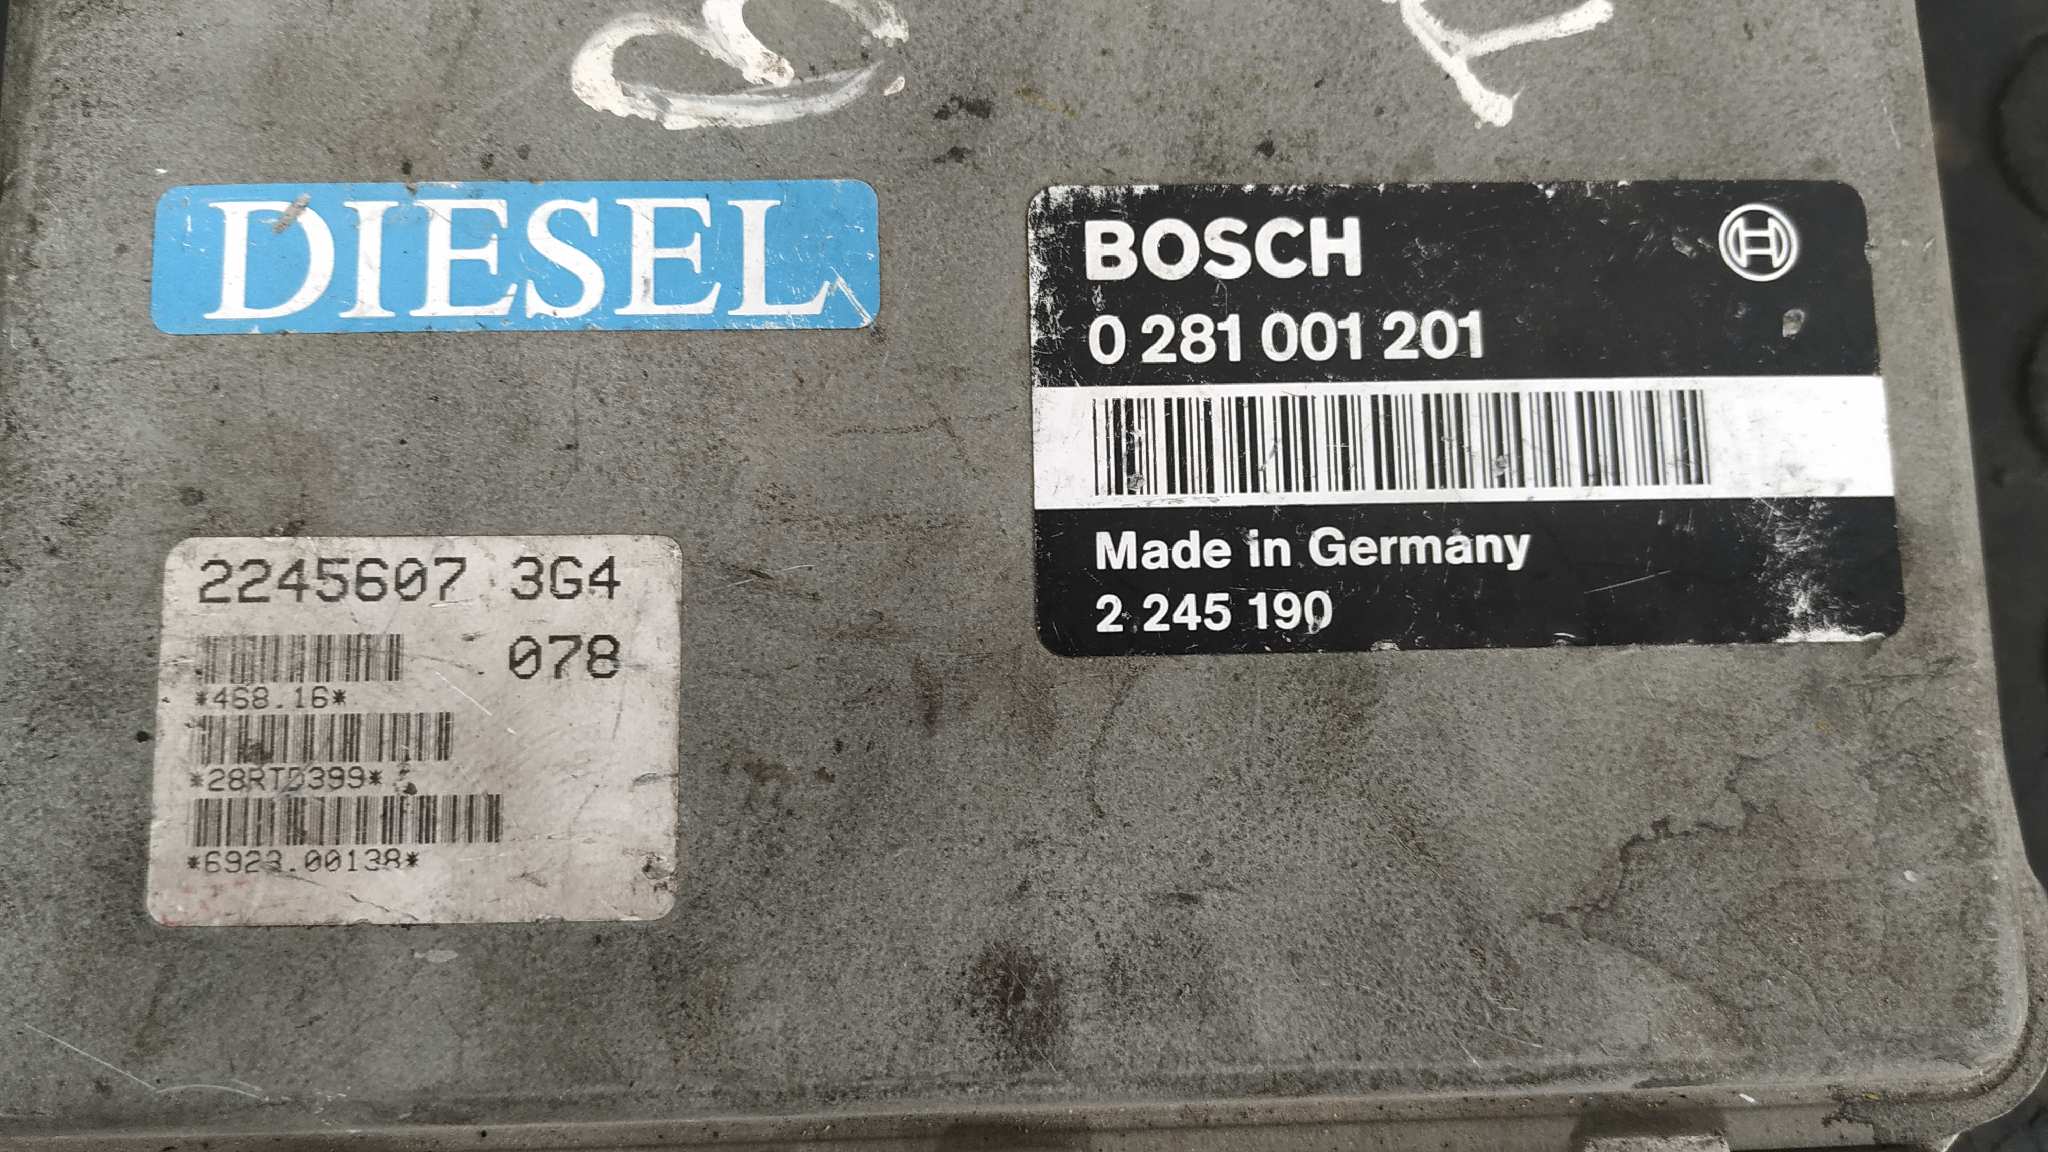 DIESEL
BOSCH
0 281 001 201
Made in Germany
2 245 190
2245607 3G4
078
*468.16*
*28RTD399*
*6923.00138*